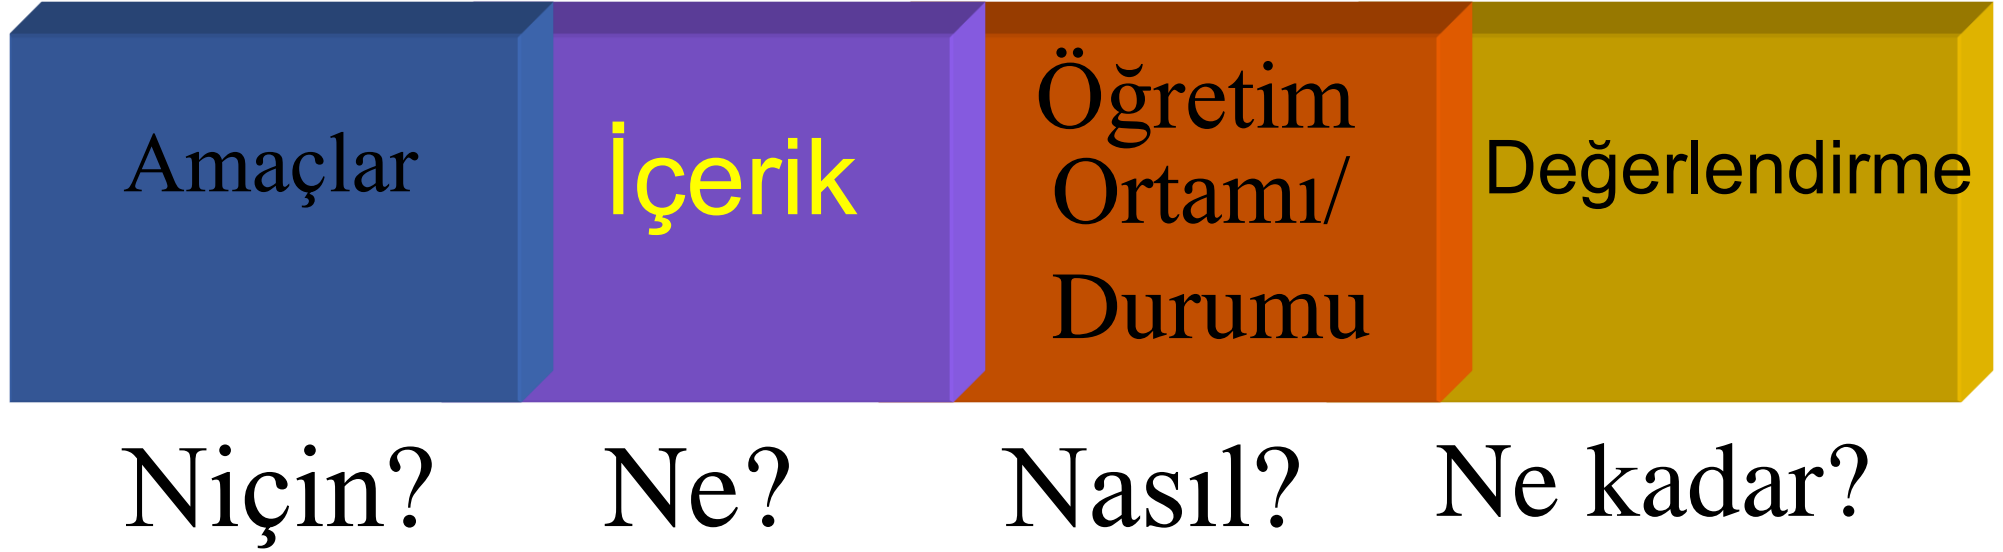 Amaçlar
İçerik
Öğretim
Ortamı/
Durumu
Değerlendirme
Niçin?
Ne?
Nasıl?
Ne kadar?